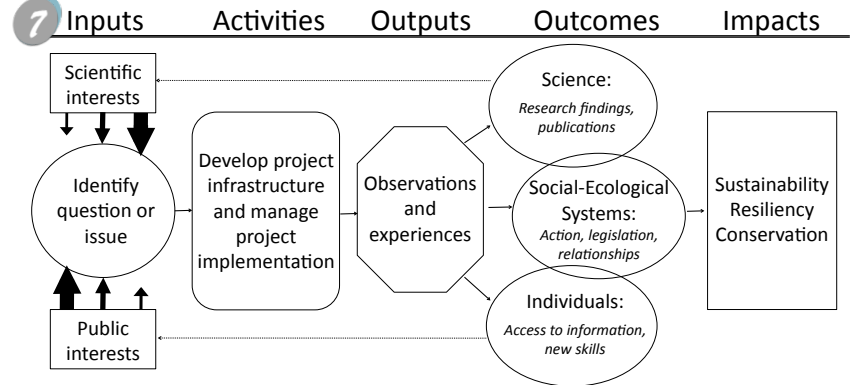 7
Inputs Activities Outputs Outcomes Impacts
Scientific
interests
Identify
question or
issue
Public
interests
Develop project
infrastructure
and manage
project
implementation
Observations
and
experiences
Science:
Research findings,
publications
Social-Ecological
Systems:
Action, legislation,
relationships
Individuals:
Access to information,
new skills
Sustainability
Resiliency
Conservation